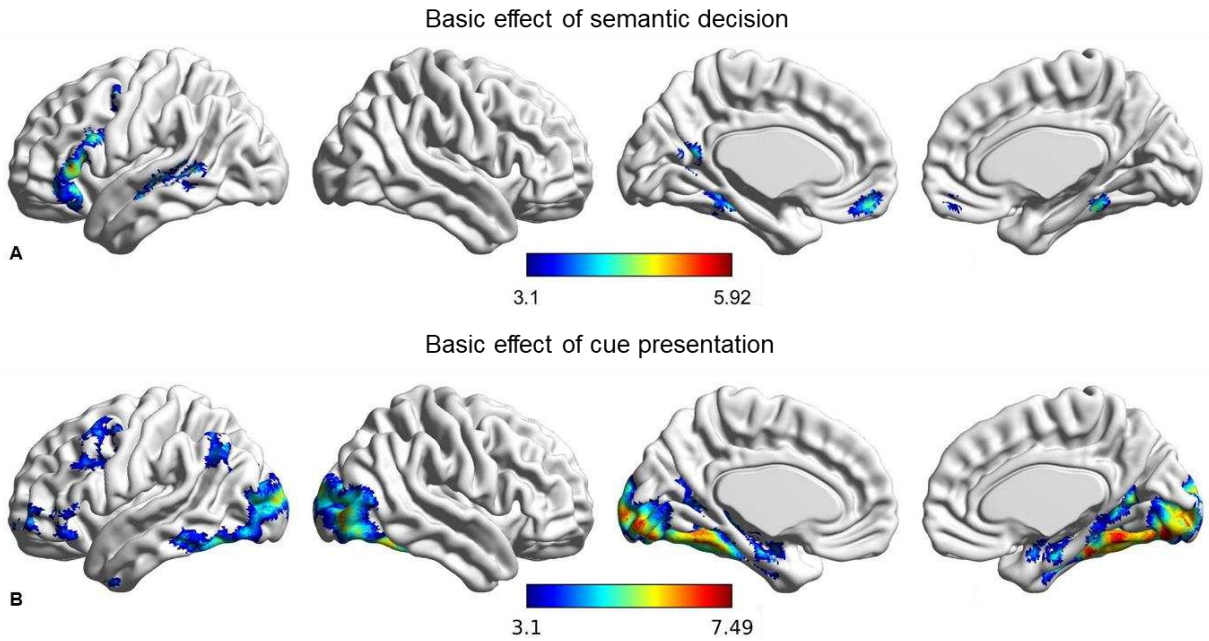 Basic effect of semantic decision
A
3.1 5.92
Basic effect of cue presentation
B
3.1 7.49